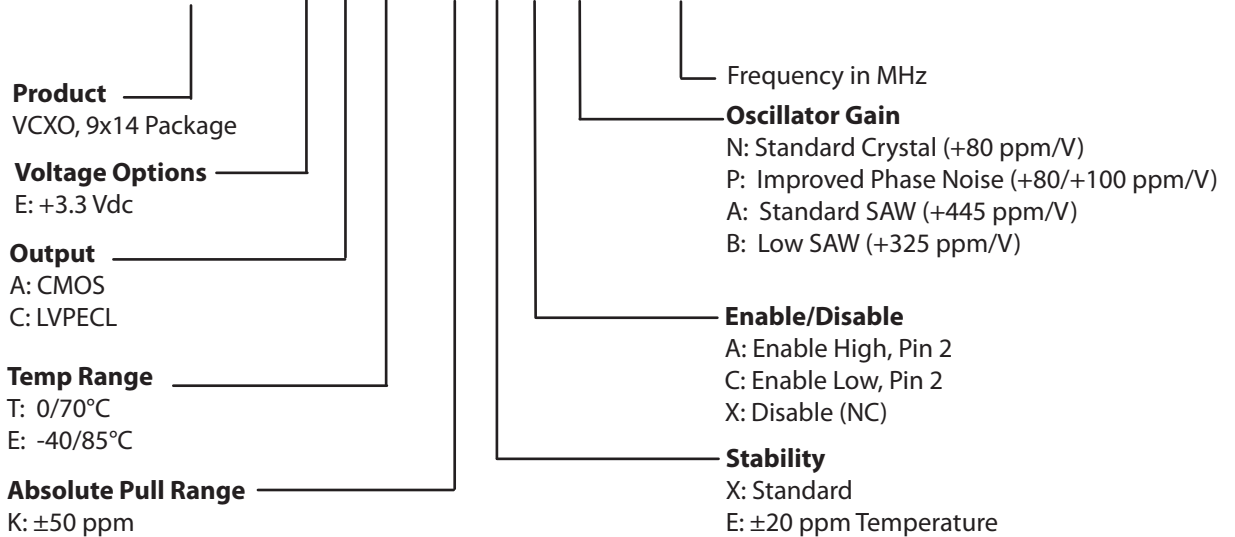 Product
VCXO, 9x14 Package
Voltage Options
E: +3.3 Vdc
Output
A: CMOS
C: LVPECL
Temp Range
T: 0/70°C
E: -40/85°C
Absolute Pull Range
K: ±50 ppm
Frequency in MHz
Oscillator Gain
N: Standard Crystal (+80 ppm/V)
P: Improved Phase Noise (+80/+100 ppm/V)
A: Standard SAW (+445 ppm/V)
B: Low SAW (+325 ppm/V)
Enable/Disable
A: Enable High, Pin 2
C: Enable Low, Pin 2
X: Disable (NC)
Stability
X: Standard
E: ±20 ppm Temperature